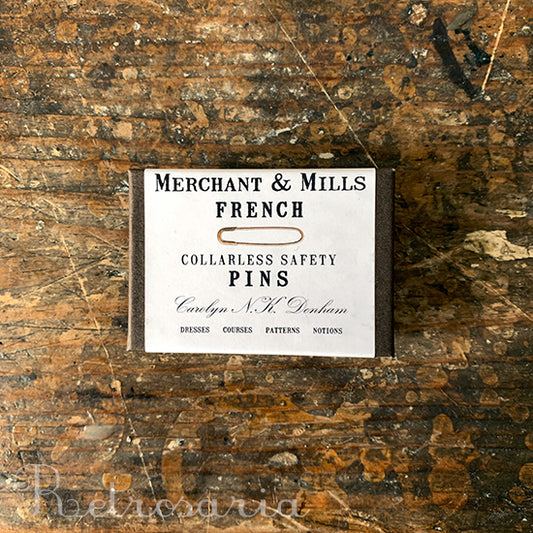 MERCHANT & MILLS
FRENCH
COLLARLESS SAFETY
PINS
Carolyn N.K. Denham
DRESSES COURSES PATTERNS NOTIONS
Retrosaria